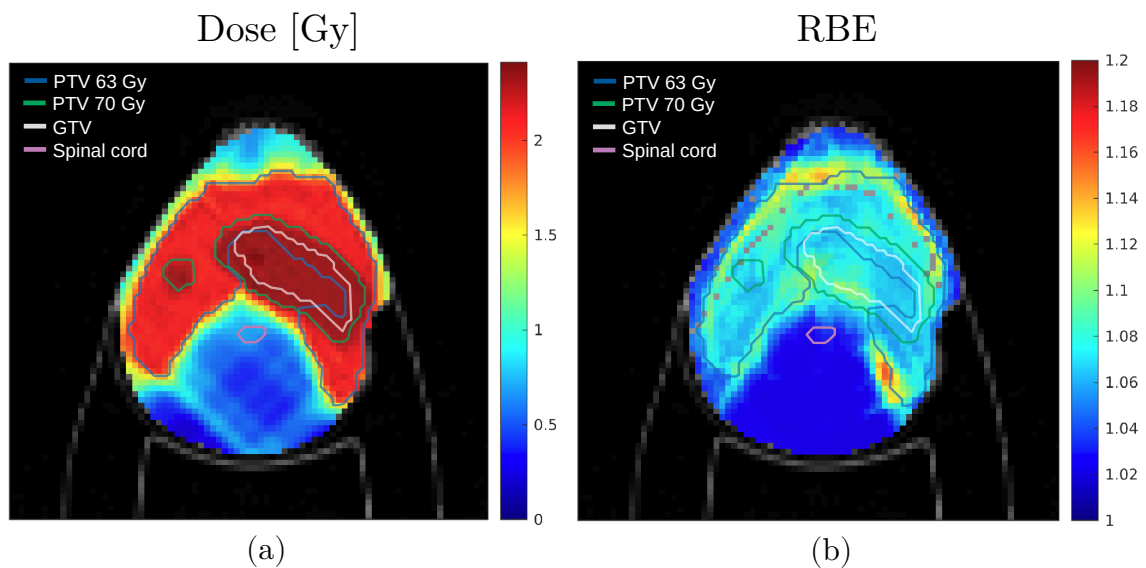 Dose [Gy]
PTV 63 Gy
PTV 70 Gy
GTV
Spinal cord
2
1.5
1
0.5
0
(a)
RBE
PTV 63 Gy
PTV 70 Gy
GTV
Spinal cord
1.2
1.18
1.16
1.14
1.12
1.1
1.08
1.06
1.04
1.02
1
(b)